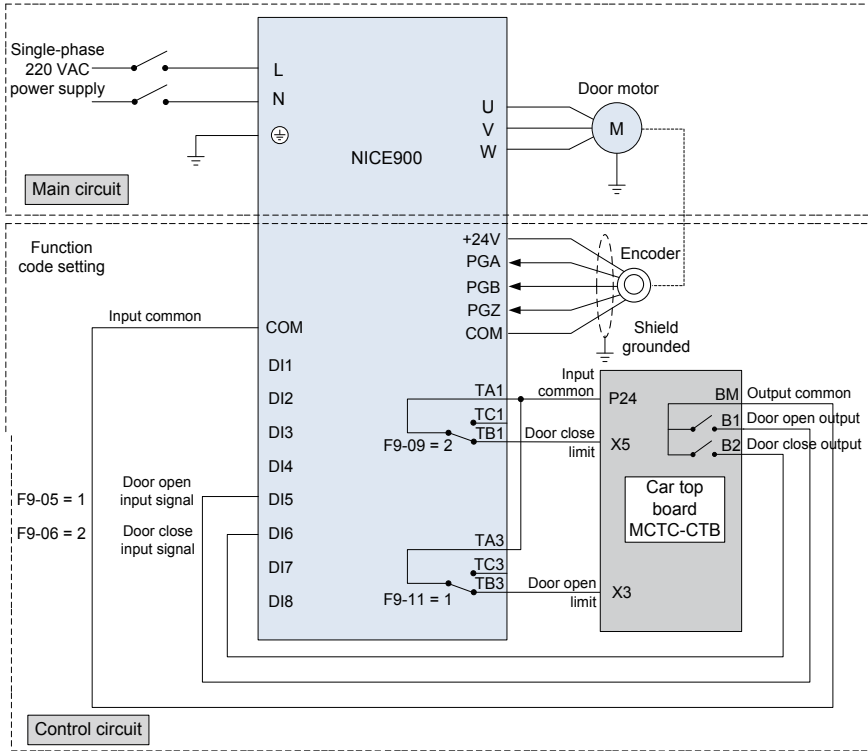 Single-phase
220 VAC
power supply
L
N
NICE900
U
V
W
Door motor
M
Main circuit
Function
code setting
+24V
PGA
PGB
PGZ
COM
Encoder
Shield
grounded
Input common
COM
DI1
DI2
DI3
DI4
DI5
DI6
DI7
DI8
TA1
TC1
TB1
F9-09 = 2
Input
common
Door close
limit
P24
X5
BM
B1
B2
Output common
Door open output
Door close output
Car top
board
MCTC-CTB
F9-05 = 1
Door open
input signal
F9-06 = 2
Door close
input signal
TA3
TC3
TB3
F9-11 = 1
Door open
limit
X3
Control circuit